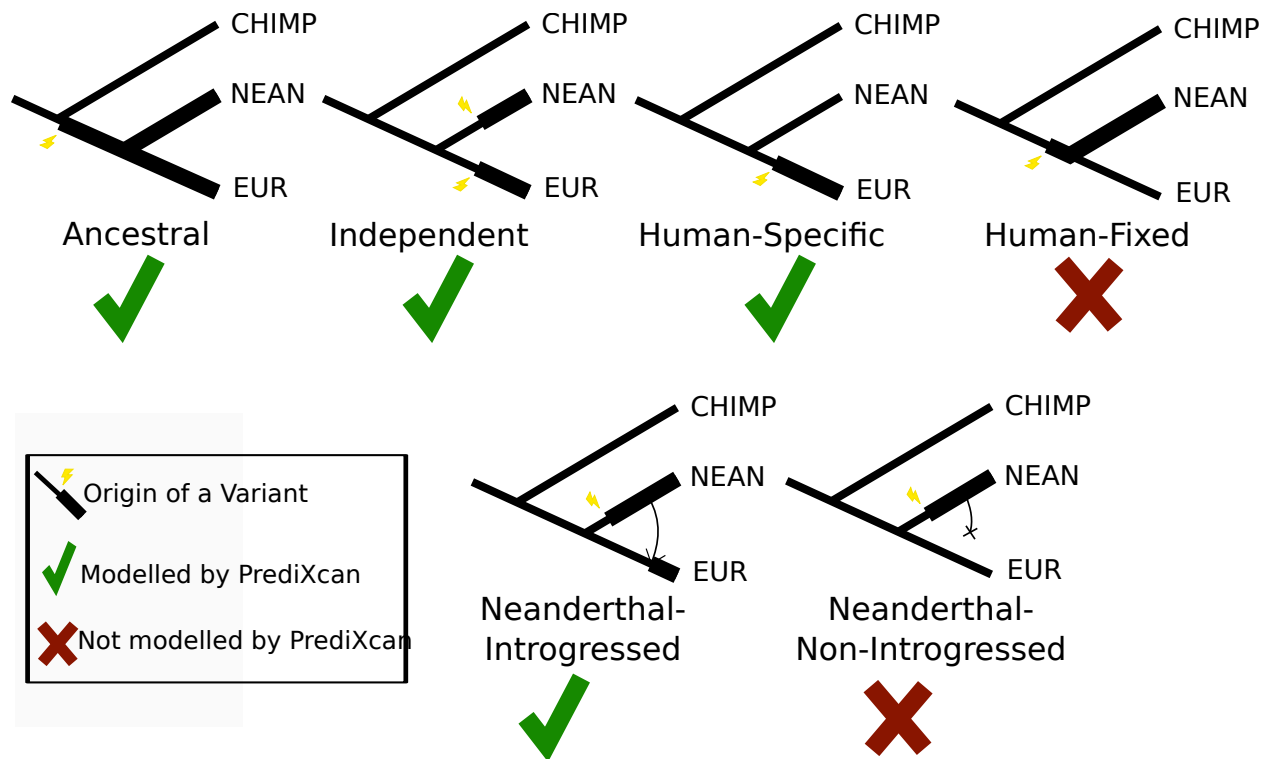 CHIMP
NEAN
EUR
Ancestral
CHIMP
NEAN
EUR
Independent
CHIMP
NEAN
EUR
Human-Specific
CHIMP
NEAN
EUR
Human-Fixed
Origin of a Variant
Modelled by PrediXcan
Not modelled by PrediXcan
CHIMP
NEAN
EUR
Neanderthal-
Introgressed
CHIMP
NEAN
EUR
Neanderthal-
Non-Introgressed